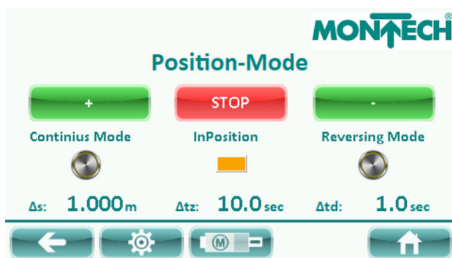 MONTECH
Position-Mode
+ STOP -
Continius Mode InPosition Reversing Mode
Δs: 1.000 m Δtz: 10.0 sec Δtd: 1.0 sec
M